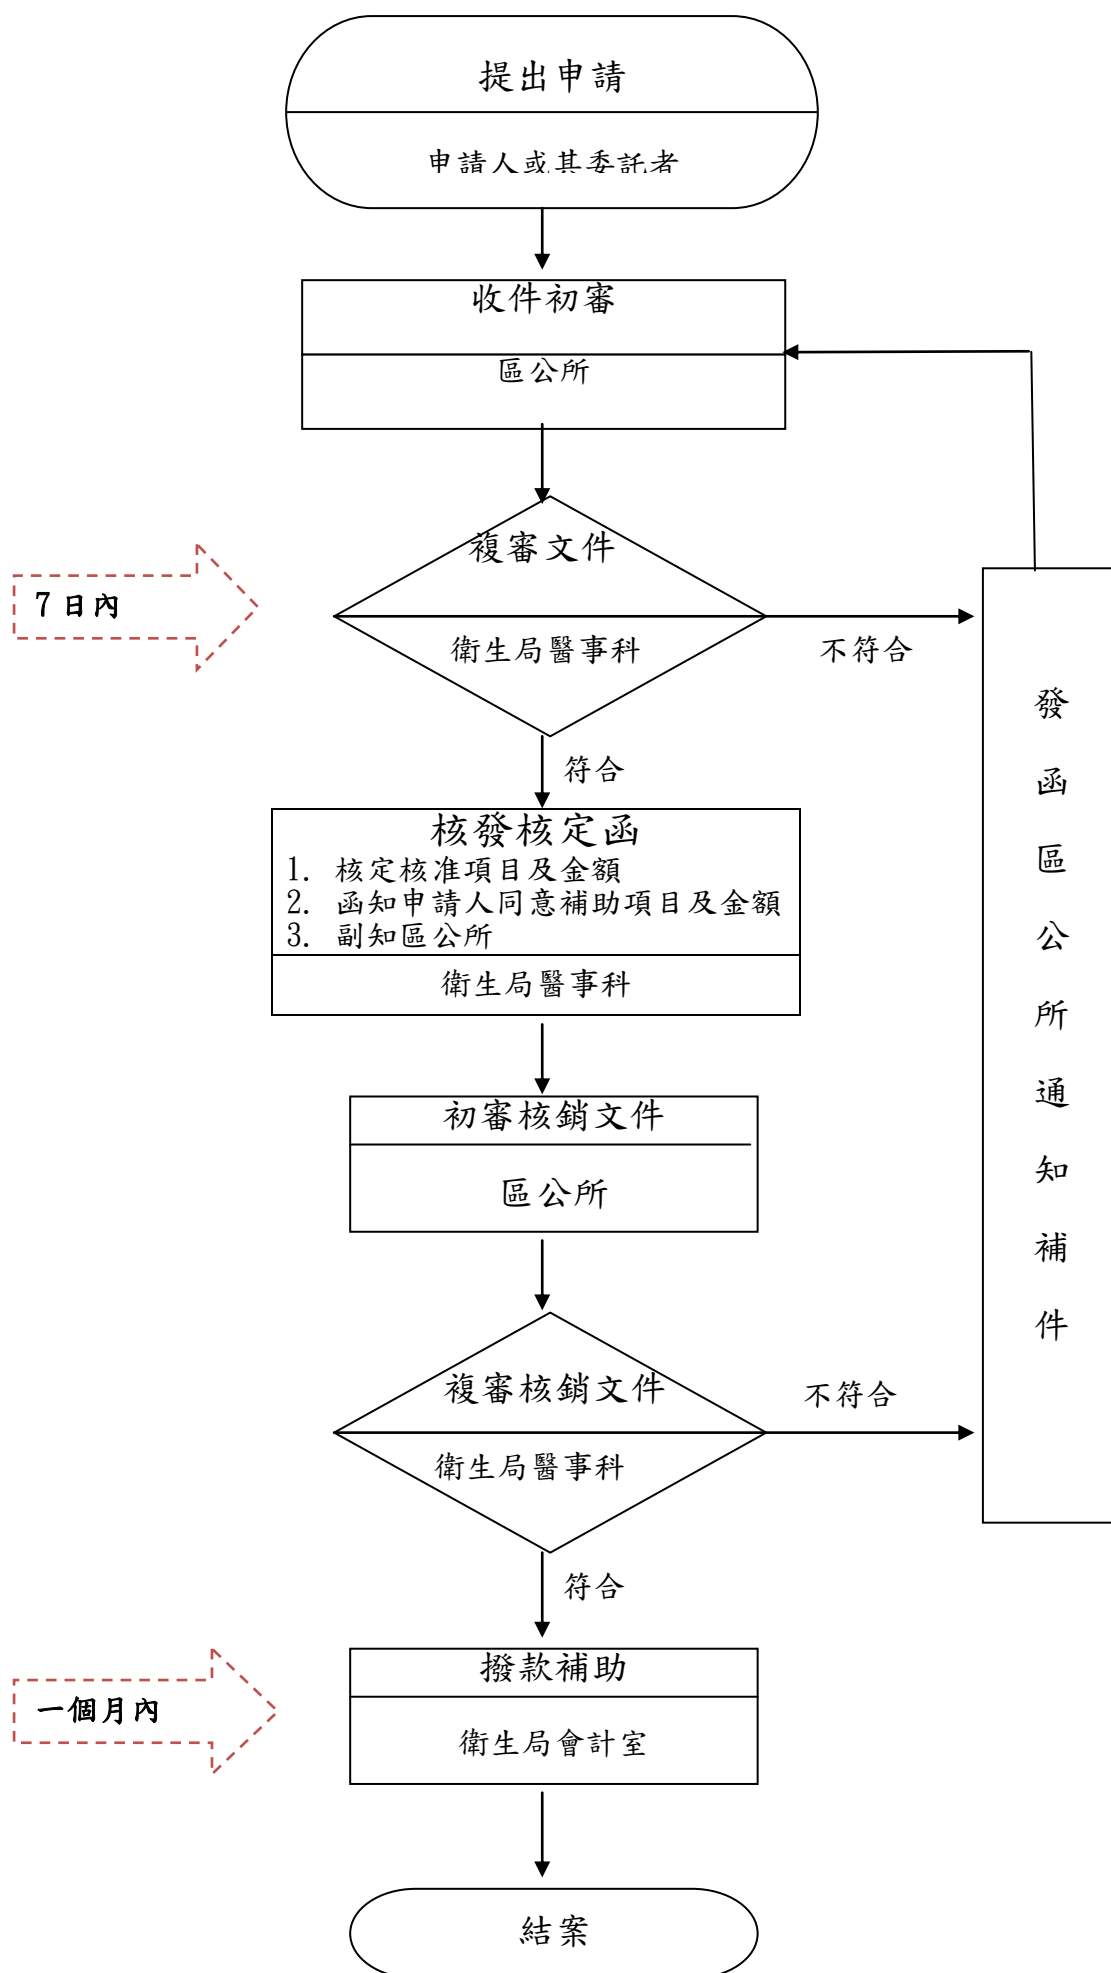 提出申請
申請人或其委託者
收件初審
區公所
複審文件
7日內
衛生局醫事科
不符合
符合
核發核定函
1. 核定核准項目及金額
2. 函知申請人同意補助項目及金額
3. 副知區公所
衛生局醫事科
初審核銷文件
區公所
複審核銷文件
不符合
衛生局醫事科
符合
撥款補助
一個月內
衛生局會計室
結案
發函區公所通知補件